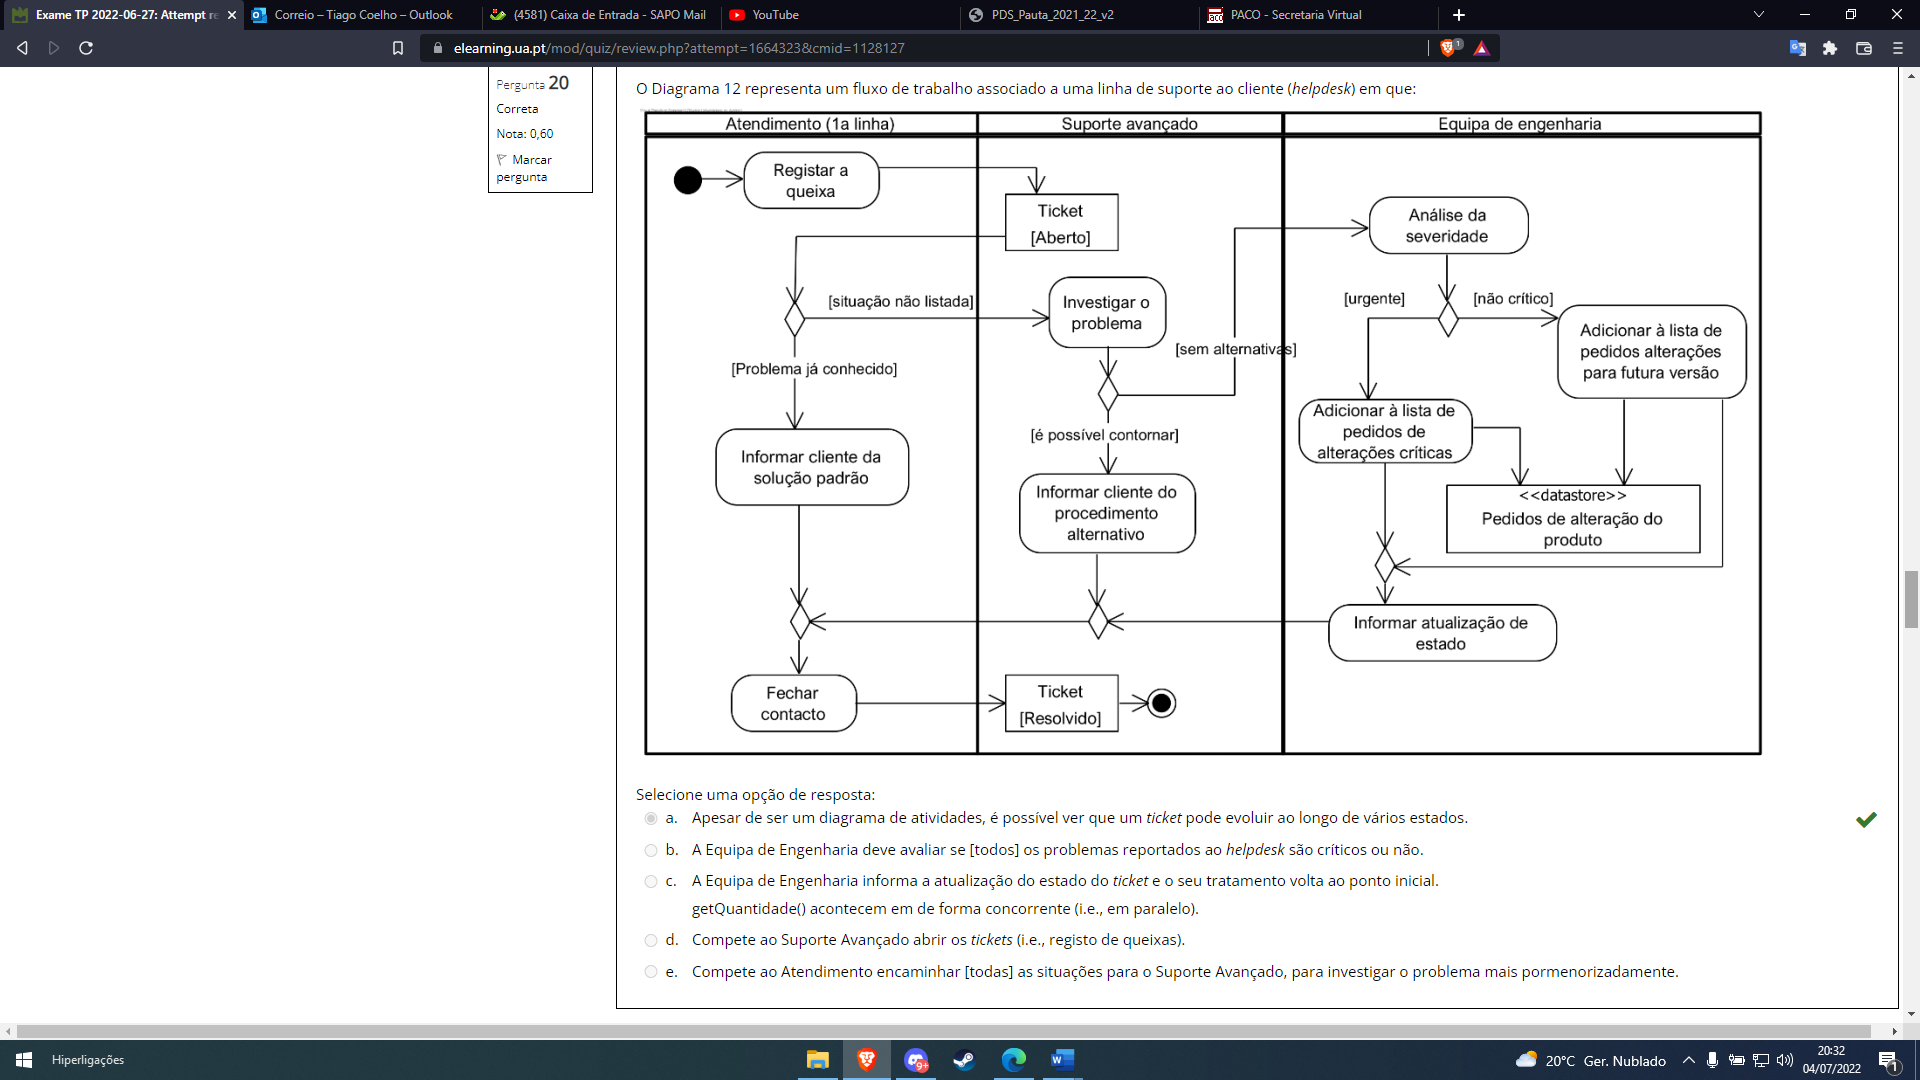 Exame TP 2022-06-27: Attempt re
Correio – Tiago Coelho – Outlook
(4581) Caixa de Entrada - SAPO Mail
YouTube
PDS_Pauta_2021_22_v2
PACO - Secretaria Virtual
elearning.ua.pt/mod/quiz/review.php?attempt=1664323&cmid=1128127
1
Pergunta 20
Correta
Nota: 0,60
Marcar
pergunta
O Diagrama 12 representa um fluxo de trabalho associado a uma linha de suporte ao cliente (helpdesk) em que:
Atendimento (1a linha)
Suporte avançado
Equipa de engenharia
Registar a
queixa
Ticket
[Aberto]
Análise da
severidade
[situação não listada]
Investigar o
problema
[urgente]
[não crítico]
Adicionar à lista de
pedidos alterações
para futura versão
[sem alternativas]
[Problema já conhecido]
Adicionar à lista de
pedidos de
alterações críticas
[é possível contornar]
Informar cliente da
solução padrão
Informar cliente do
procedimento
alternativo
<<datastore>>
Pedidos de alteração do
produto
Informar atualização de
estado
Fechar
contacto
Ticket
[Resolvido]
Selecione uma opção de resposta:
a. Apesar de ser um diagrama de atividades, é possível ver que um ticket pode evoluir ao longo de vários estados.
b. A Equipa de Engenharia deve avaliar se [todos] os problemas reportados ao helpdesk são críticos ou não.
c. A Equipa de Engenharia informa a atualização do estado do ticket e o seu tratamento volta ao ponto inicial.
getQuantidade() acontecem em de forma concorrente (i.e., em paralelo).
d. Compete ao Suporte Avançado abrir os tickets (i.e., registo de queixas).
e. Compete ao Atendimento encaminhar [todas] as situações para o Suporte Avançado, para investigar o problema mais pormenorizadamente.
Hiperligações
9+
20°C Ger. Nublado
20:32
04/07/2022
1